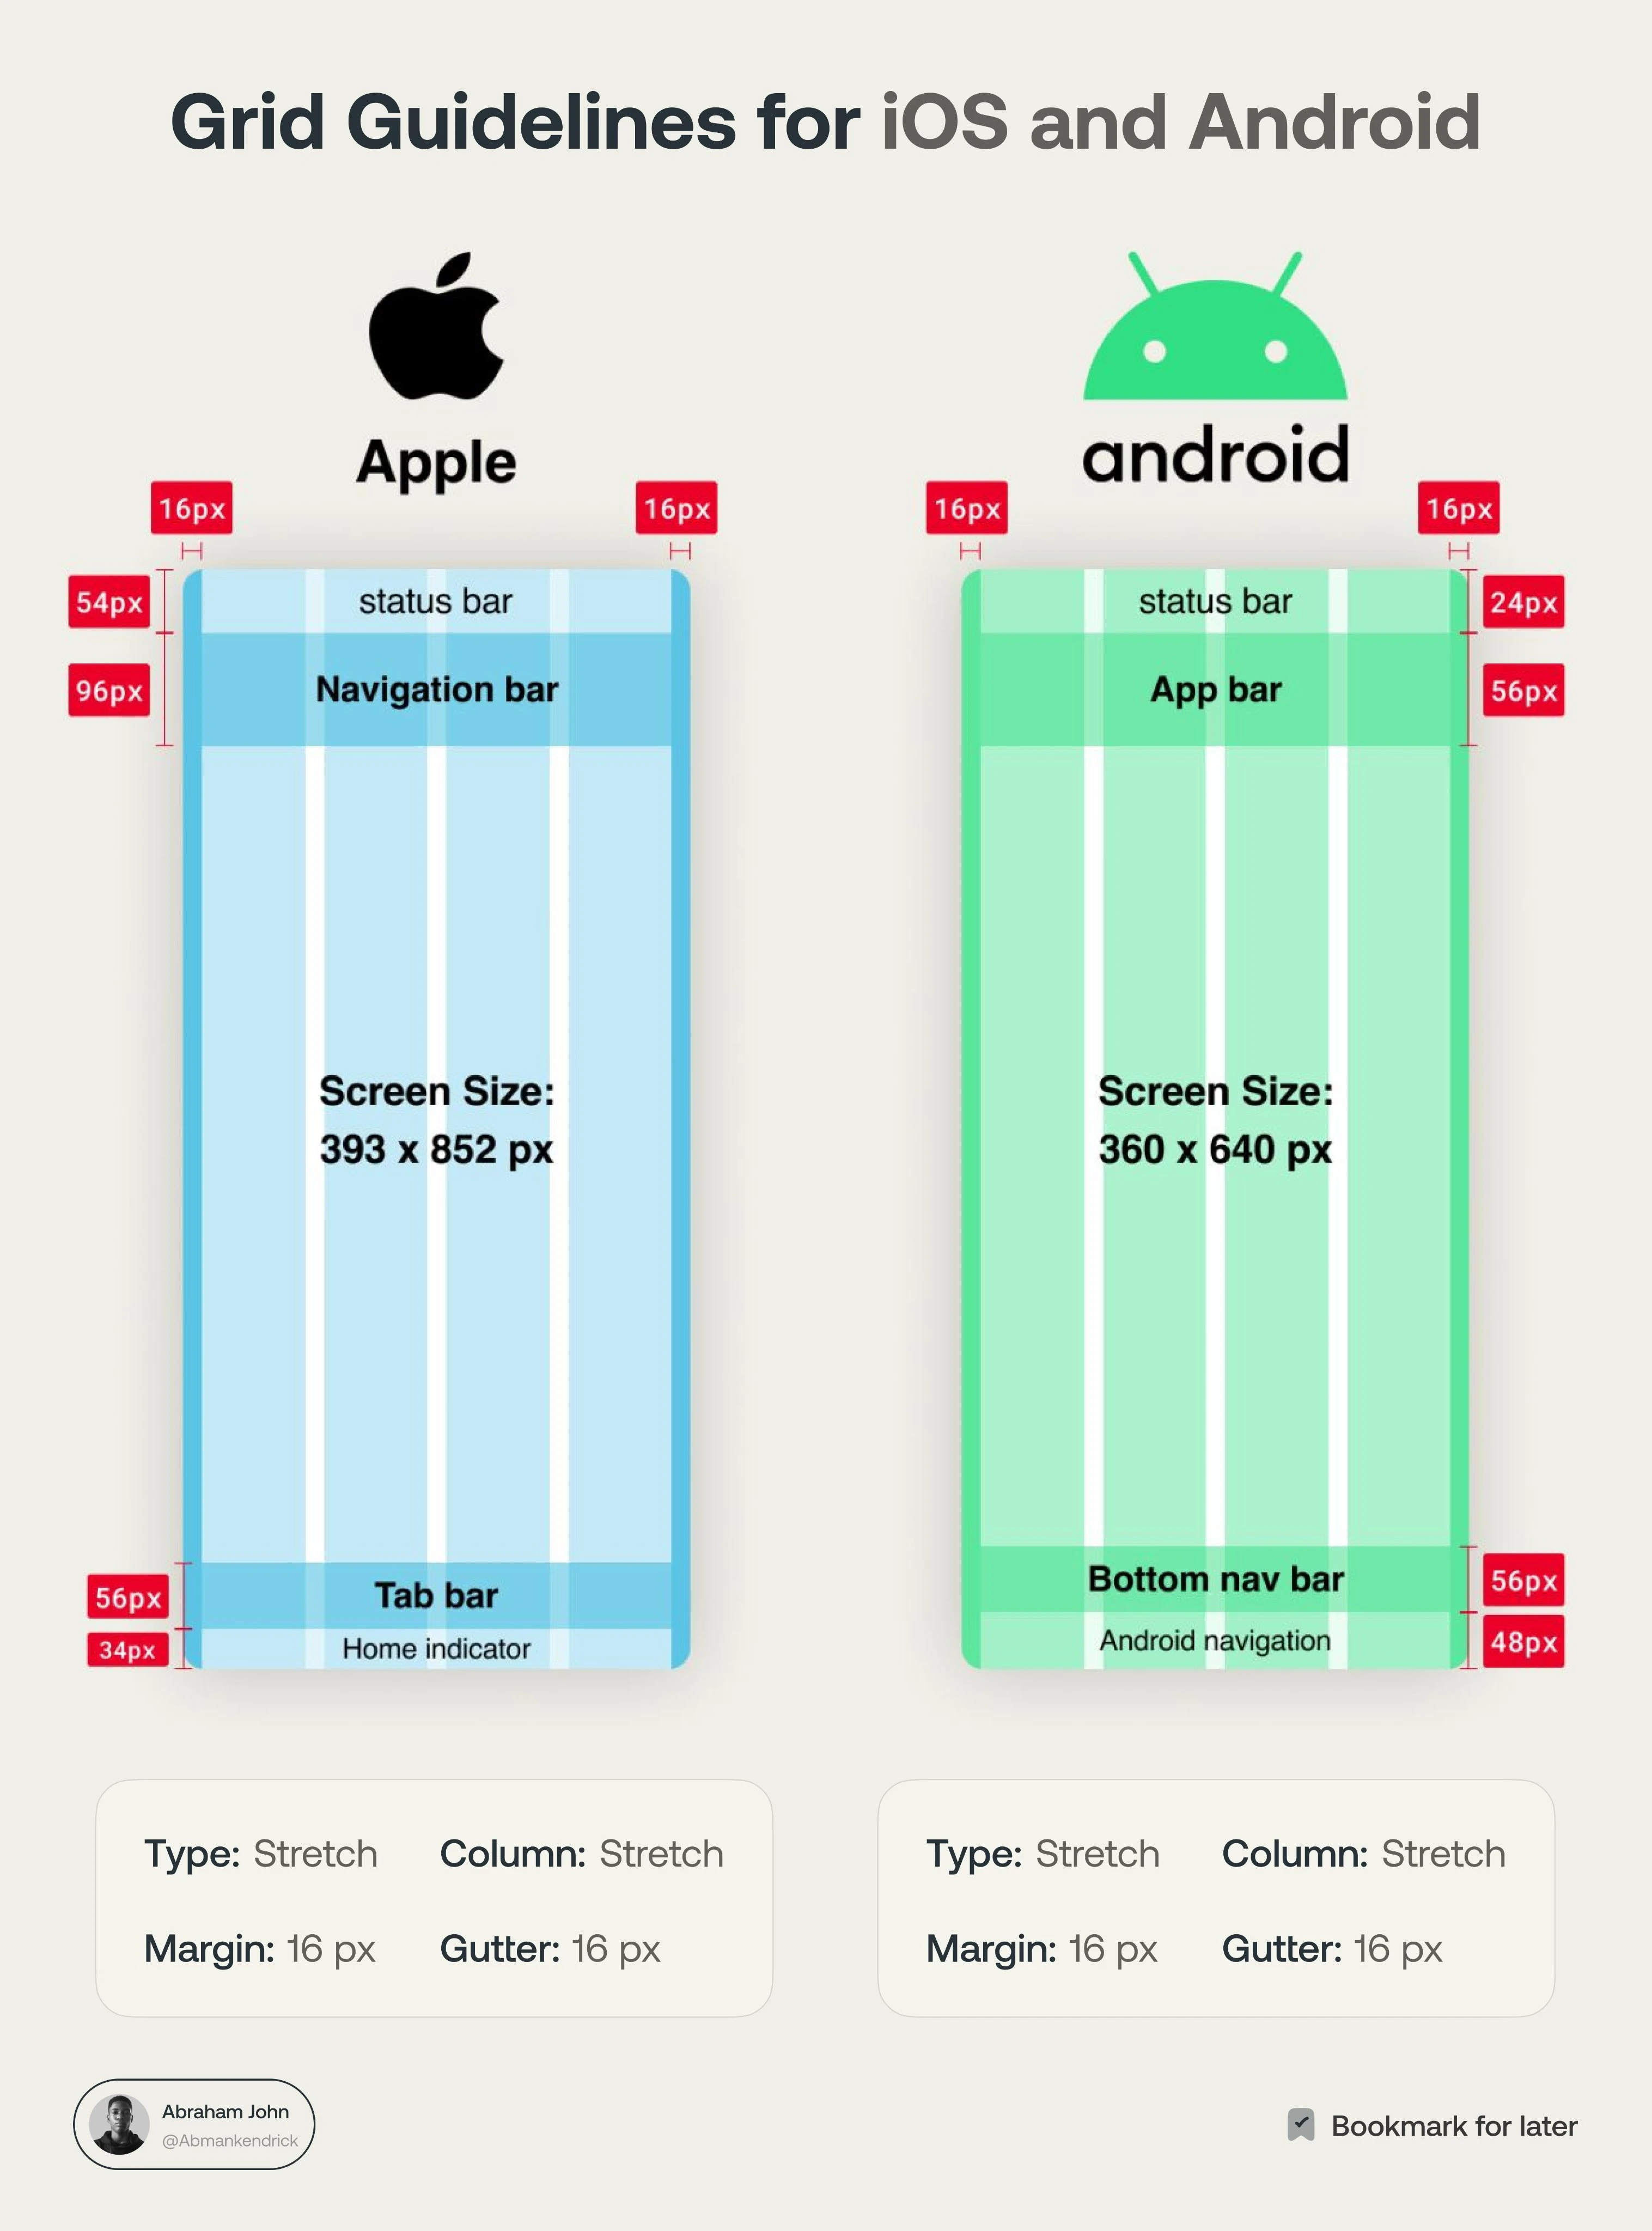 Grid Guidelines for iOS and Android
Apple
android
16px
16px
16px
16px
54px
status bar
status bar
24px
96px
Navigation bar
App bar
56px
Screen Size:
393 x 852 px
Screen Size:
360 x 640 px
56px
Tab bar
Bottom nav bar
56px
34px
Home indicator
Android navigation
48px
Type: Stretch
Column: Stretch
Margin: 16 px
Gutter: 16 px
Type: Stretch
Column: Stretch
Margin: 16 px
Gutter: 16 px
Abraham John
@Abmankendrick
Bookmark for later